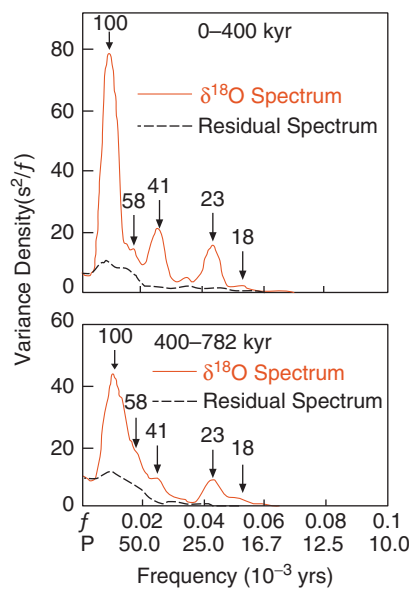 100
0–400 kyr
80
δ18O Spectrum
Residual Spectrum
60
40
58
41
23
18
20
0
Variance Density(s2/f)
60
100
400–782 kyr
δ18O Spectrum
Residual Spectrum
40
58
41
23
18
20
0
f 0.02 0.04 0.06 0.08 0.1
P 50.0 25.0 16.7 12.5 10.0
Frequency (10−3 yrs)